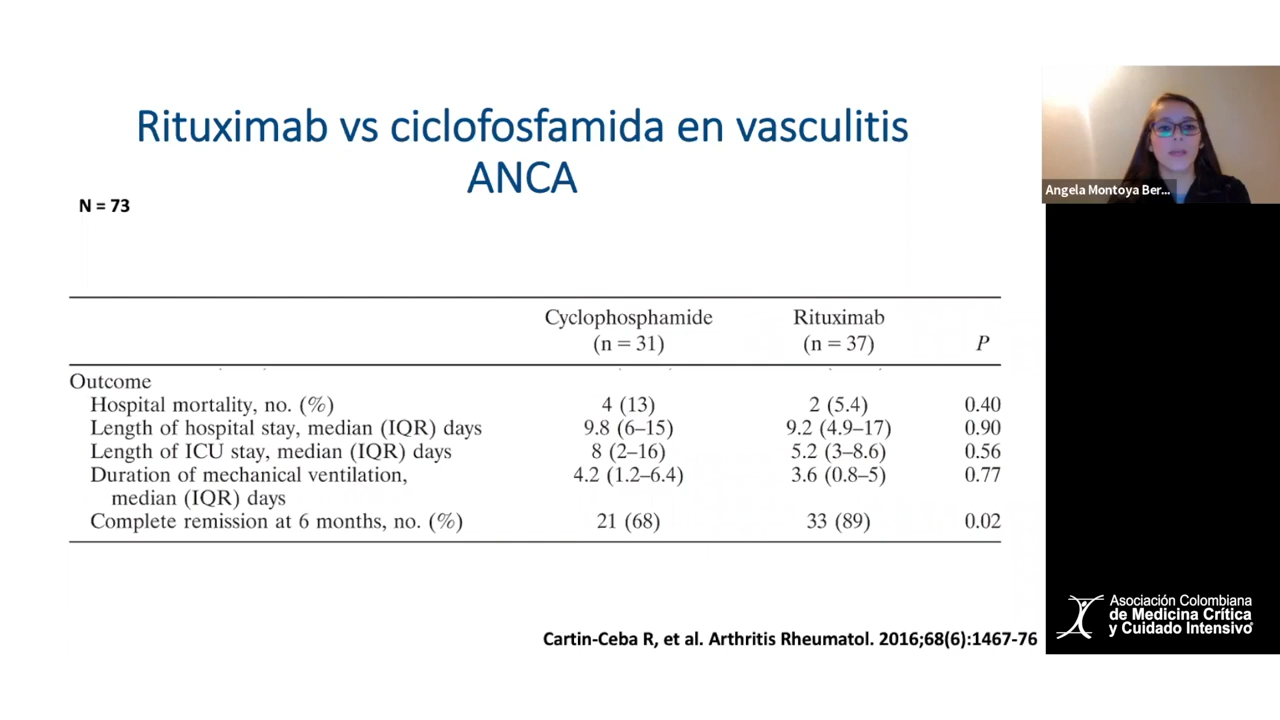 Rituximab vs ciclofosfamida en vasculitis
ANCA
N = 73
Cyclophosphamide Rituximab
(n = 31) (n = 37) P
Outcome
Hospital mortality, no. (%) 4 (13) 2 (5.4) 0.40
Length of hospital stay, median (IQR) days 9.8 (6–15) 9.2 (4.9–17) 0.90
Length of ICU stay, median (IQR) days 8 (2–16) 5.2 (3–8.6) 0.56
Duration of mechanical ventilation, 4.2 (1.2–6.4) 3.6 (0.8–5) 0.77
median (IQR) days
Complete remission at 6 months, no. (%) 21 (68) 33 (89) 0.02
Cartin-Ceba R, et al. Arthritis Rheumatol. 2016;68(6):1467-76
Angela Montoya Ber...
Asociación Colombiana
de Medicina Crítica
y Cuidado Intensivo